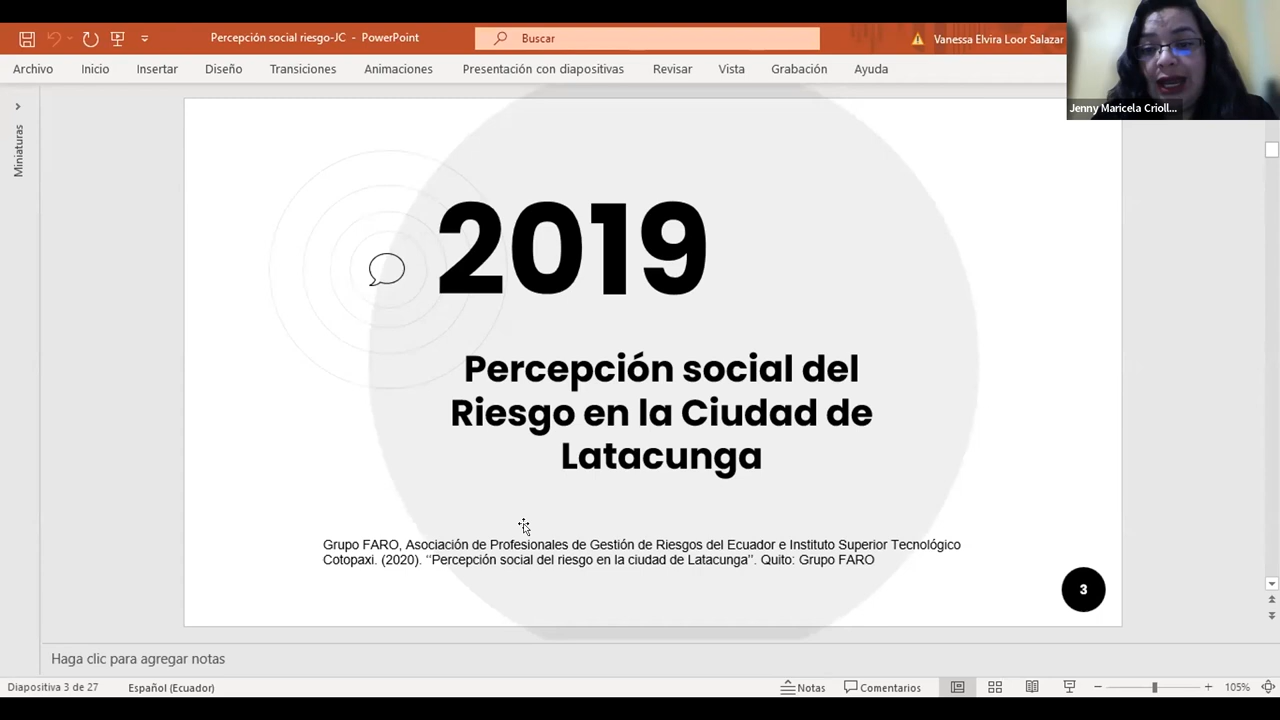 Percepción social riesgo-JC - PowerPoint
Buscar
Vanessa Elvira Loor Salazar
Archivo Inicio Insertar Diseño Transiciones Animaciones Presentación con diapositivas Revisar Vista Grabación Ayuda
Jenny Maricela Crioll...
Miniaturas
2019
Percepción social del
Riesgo en la Ciudad de
Latacunga
Grupo FARO, Asociación de Profesionales de Gestión de Riesgos del Ecuador e Instituto Superior Tecnológico
Cotopaxi. (2020). "Percepción social del riesgo en la ciudad de Latacunga". Quito: Grupo FARO
3
Haga clic para agregar notas
Diapositiva 3 de 27 Español (Ecuador) Notas Comentarios 105%